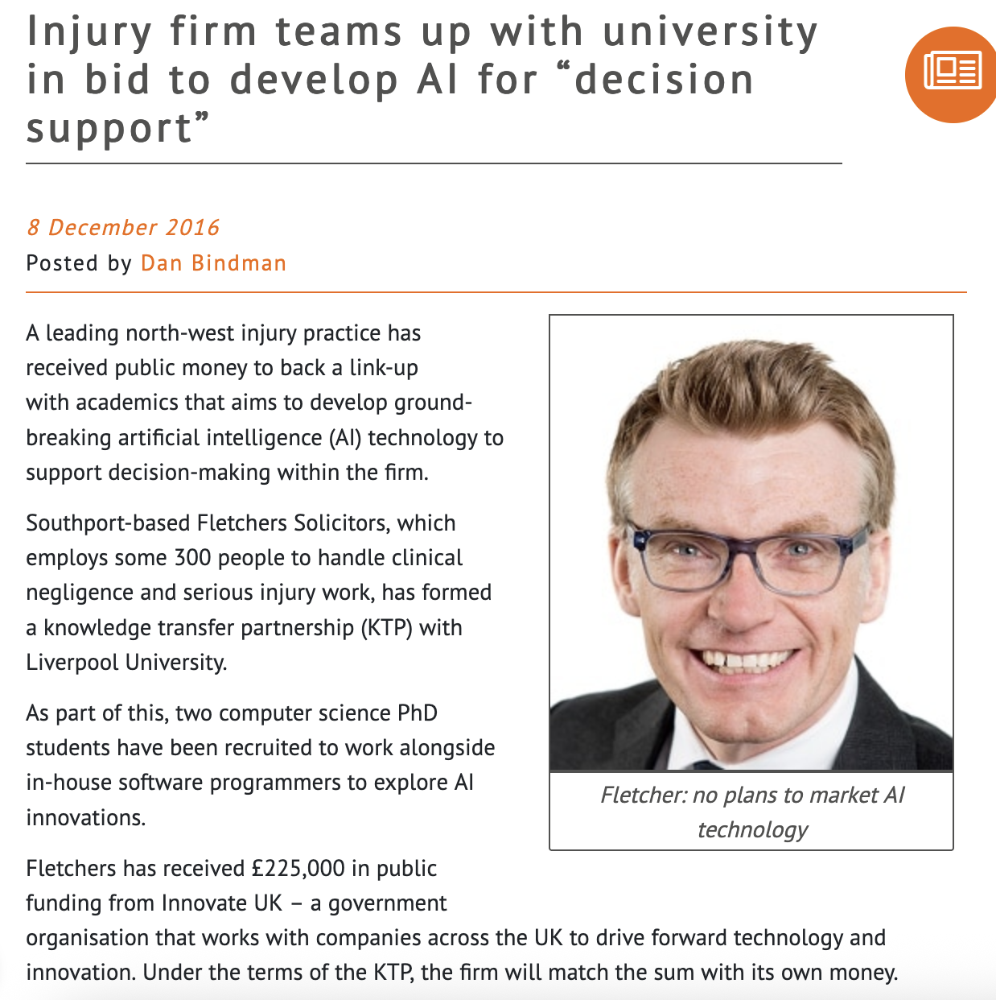 Injury firm teams up with university
in bid to develop AI for “decision
support”
8 December 2016
Posted by Dan Bindman
A leading north-west injury practice has
received public money to back a link-up
with academics that aims to develop ground-
breaking artificial intelligence (AI) technology to
support decision-making within the firm.
Southport-based Fletchers Solicitors, which
employs some 300 people to handle clinical
negligence and serious injury work, has formed
a knowledge transfer partnership (KTP) with
Liverpool University.
As part of this, two computer science PhD
students have been recruited to work alongside
in-house software programmers to explore AI
innovations.
Fletcher: no plans to market AI
technology
Fletchers has received £225,000 in public
funding from Innovate UK – a government
organisation that works with companies across the UK to drive forward technology and
innovation. Under the terms of the KTP, the firm will match the sum with its own money.